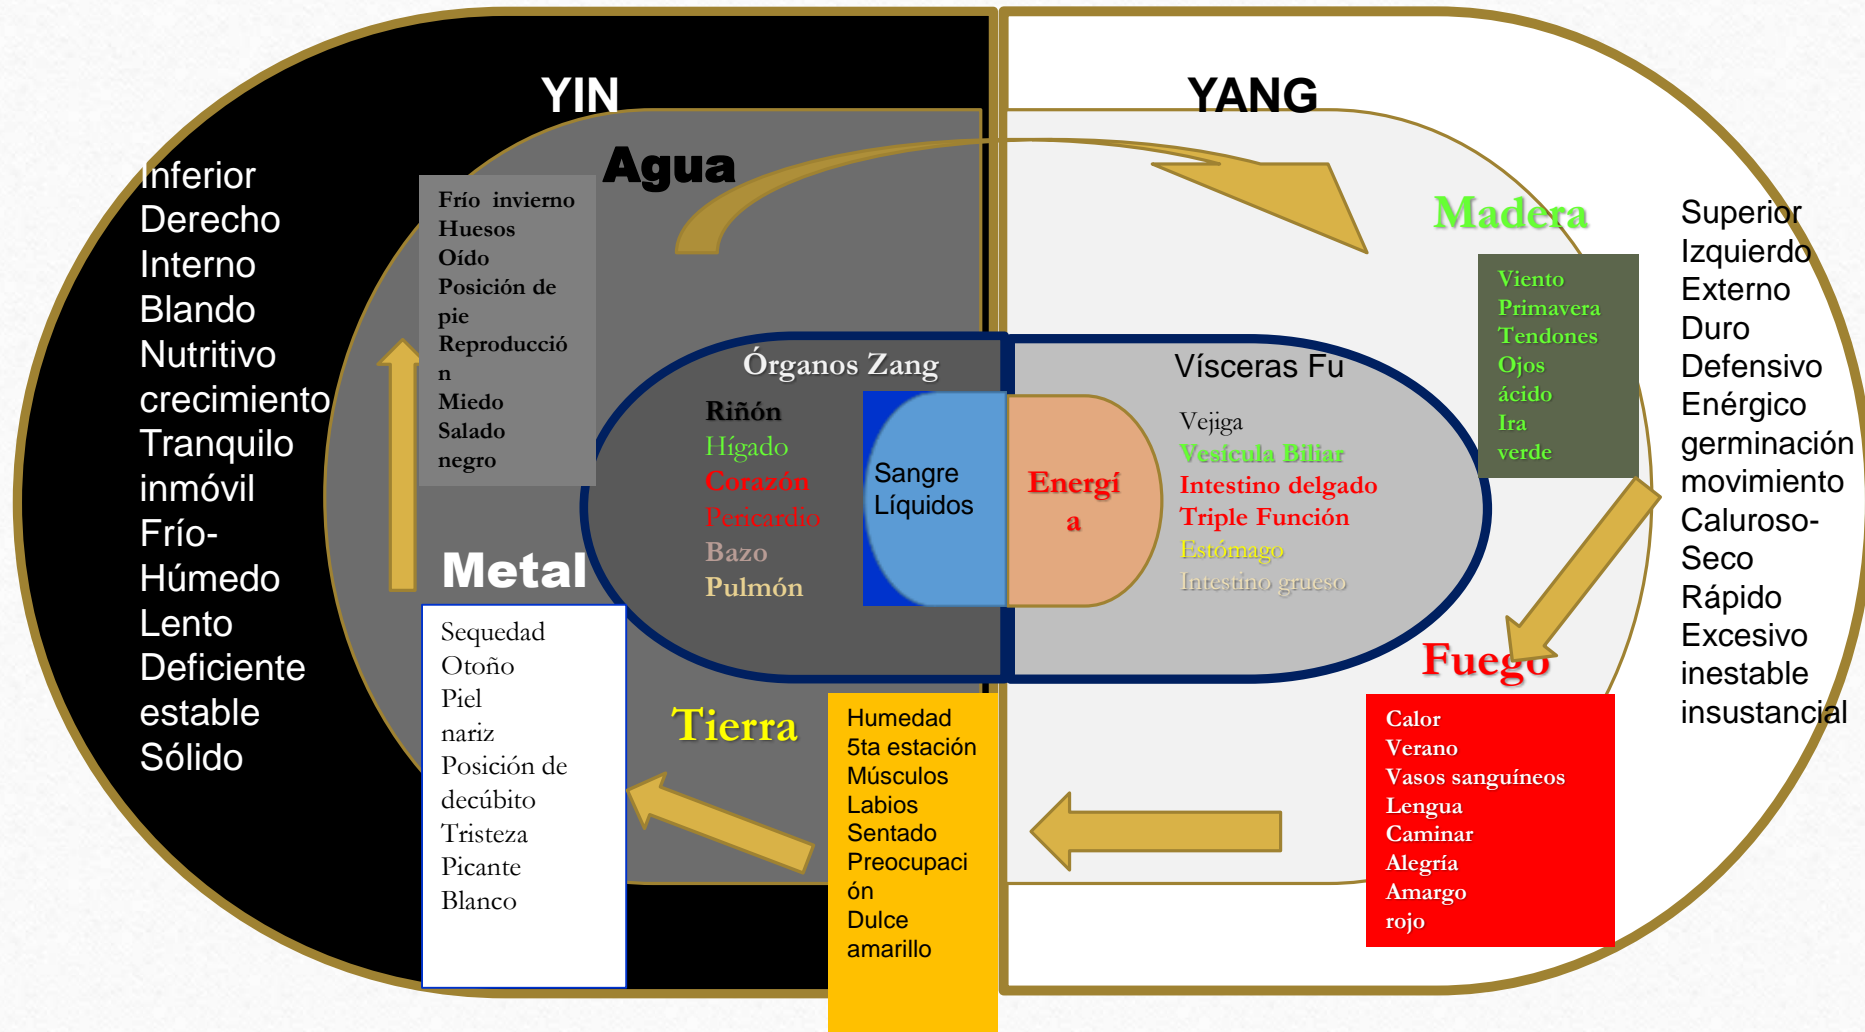 YIN
YANG
Agua
Inferior
Derecho
Interno
Blando
Nutritivo
crecimiento
Tranquilo
inmóvil
Frío-
Húmedo
Lento
Deficiente
estable
Sólido
Frío  invierno
Huesos
Oído
Posición de
pie
Reproducció
n
Miedo
Salado
negro
Madera
Viento
Primavera
Tendones
Ojos
ácido
Ira
verde
Superior
Izquierdo
Externo
Duro
Defensivo
Enérgico
germinación
movimiento
Caluroso-
Seco
Rápido
Excesivo
inestable
insustancial
Órganos Zang
Riñón
Hígado
Corazón
Pericardio
Bazo
Pulmón
Sangre
Líquidos
Energí
a
Vísceras Fu
Vejiga
Vesícula Biliar
Intestino delgado
Triple Función
Estómago
Intestino grueso
Metal
Sequedad
Otoño
Piel
nariz
Posición de
decúbito
Tristeza
Picante
Blanco
Tierra
Humedad
5ta estación
Músculos
Labios
Sentado
Preocupaci
ón
Dulce
amarillo
Fuego
Calor
Verano
Vasos sanguíneos
Lengua
Caminar
Alegría
Amargo
rojo